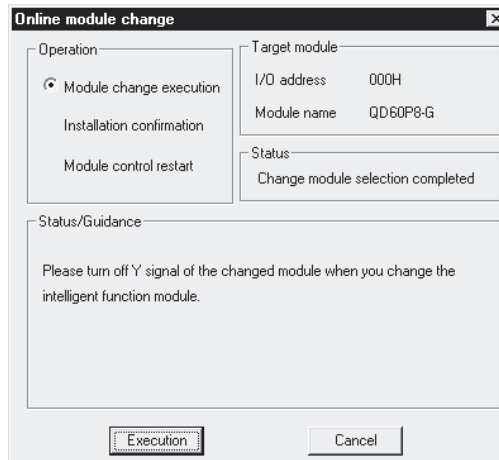 Online module change
Operation
Module change execution
Installation confirmation
Module control restart
Target module
I/O address 000H
Module name QD60P8-G
Status
Change module selection completed
Status/Guidance
Please turn off Y signal of the changed module when you change the
intelligent function module.
Execution Cancel